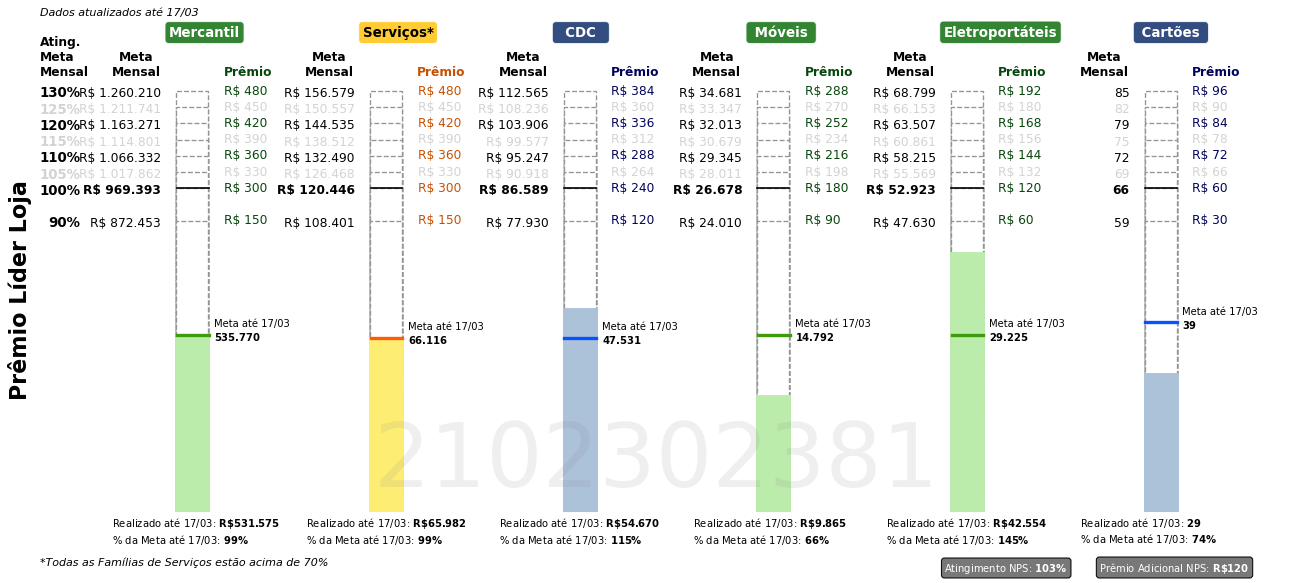 Dados atualizados até 17/03
Mercantil Serviços* CDC Móveis Eletroportáteis Cartões
Ating. Meta Mensal
Meta Mensal Prêmio Meta Mensal Prêmio Meta Mensal Prêmio Meta Mensal Prêmio Meta Mensal Prêmio Meta Mensal Prêmio
130% R$ 1.260.210 R$ 480 R$ 156.579 R$ 480 R$ 112.565 R$ 384 R$ 34.681 R$ 288 R$ 68.799 R$ 192 85 R$ 96
125% R$ 1.211.741 R$ 450 R$ 150.557 R$ 450 R$ 108.236 R$ 360 R$ 33.347 R$ 270 R$ 66.153 R$ 180 82 R$ 90
120% R$ 1.163.271 R$ 420 R$ 144.535 R$ 420 R$ 103.906 R$ 336 R$ 32.013 R$ 252 R$ 63.507 R$ 168 79 R$ 84
115% R$ 1.114.801 R$ 390 R$ 138.512 R$ 390 R$ 99.577 R$ 312 R$ 30.679 R$ 234 R$ 60.861 R$ 156 75 R$ 78
110% R$ 1.066.332 R$ 360 R$ 132.490 R$ 360 R$ 95.247 R$ 288 R$ 29.345 R$ 216 R$ 58.215 R$ 144 72 R$ 72
105% R$ 1.017.862 R$ 330 R$ 126.468 R$ 330 R$ 90.918 R$ 264 R$ 28.011 R$ 198 R$ 55.569 R$ 132 69 R$ 66
100% R$ 969.393 R$ 300 R$ 120.446 R$ 300 R$ 86.589 R$ 240 R$ 26.678 R$ 180 R$ 52.923 R$ 120 66 R$ 60
90% R$ 872.453 R$ 150 R$ 108.401 R$ 150 R$ 77.930 R$ 120 R$ 24.010 R$ 90 R$ 47.630 R$ 60 59 R$ 30
Prêmio Líder Loja
Meta até 17/03 Meta até 17/03 Meta até 17/03 Meta até 17/03 Meta até 17/03 Meta até 17/03
535.770 66.116 47.531 14.792 29.225 39
2102302381
Realizado até 17/03: R$531.575 Realizado até 17/03: R$65.982 Realizado até 17/03: R$54.670 Realizado até 17/03: R$9.865 Realizado até 17/03: R$42.554 Realizado até 17/03: 29
% da Meta até 17/03: 99% % da Meta até 17/03: 99% % da Meta até 17/03: 115% % da Meta até 17/03: 66% % da Meta até 17/03: 145% % da Meta até 17/03: 74%
*Todas as Famílias de Serviços estão acima de 70%
Atingimento NPS: 103% Prêmio Adicional NPS: R$120